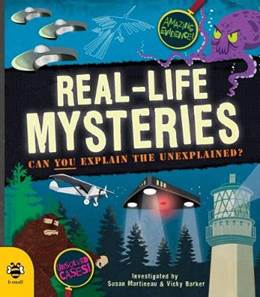 AMAZING
EVIDENCE!
REAL-LIFE
MYSTERIES
CAN YOU EXPLAIN THE UNEXPLAINED?
UNSOLVED
CASES!
Investigated by
Susan Martineau & Vicky Barker
b small